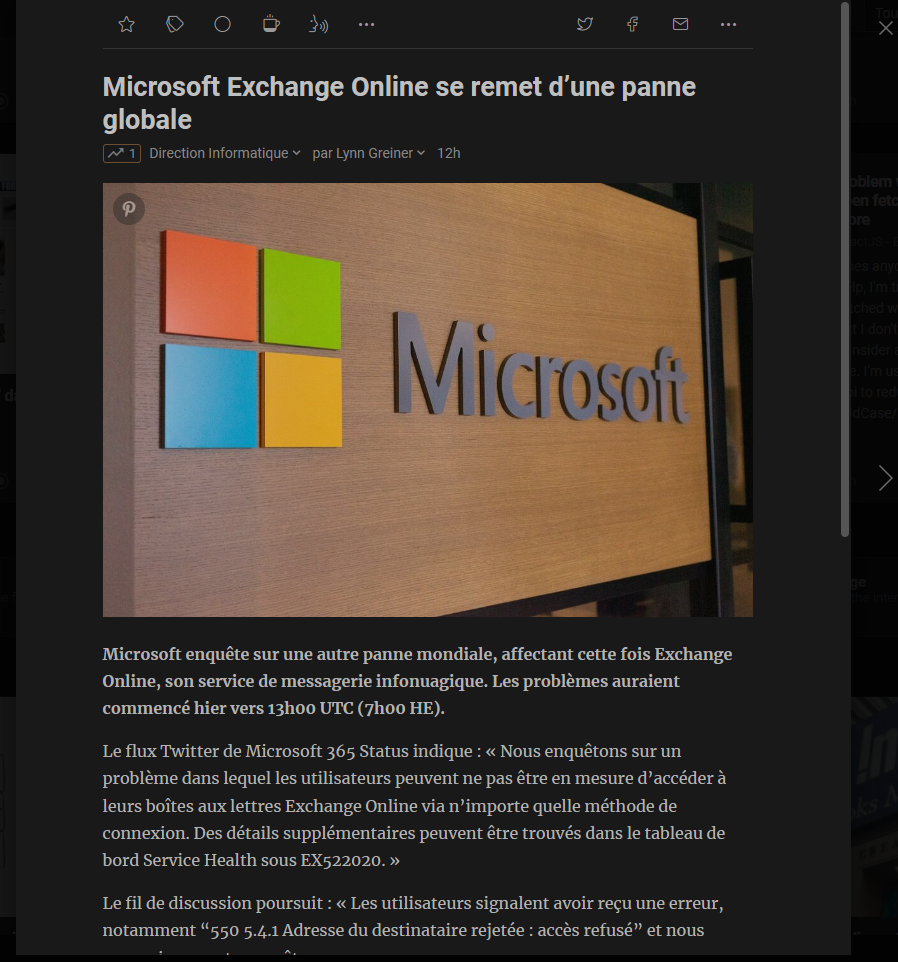 Microsoft Exchange Online se remet d’une panne
globale
1 Direction Informatique par Lynn Greiner 12h
Microsoft
Microsoft enquête sur une autre panne mondiale, affectant cette fois Exchange
Online, son service de messagerie infonuagique. Les problèmes auraient
commencé hier vers 13h00 UTC (7h00 HE).
Le flux Twitter de Microsoft 365 Status indique : « Nous enquêtons sur un
problème dans lequel les utilisateurs peuvent ne pas être en mesure d’accéder à
leurs boîtes aux lettres Exchange Online via n’importe quelle méthode de
connexion. Des détails supplémentaires peuvent être trouvés dans le tableau de
bord Service Health sous EX522020. »
Le fil de discussion poursuit : « Les utilisateurs signalent avoir reçu une erreur,
notamment “550 5.4.1 Adresse du destinataire rejetée : accès refusé” et nous